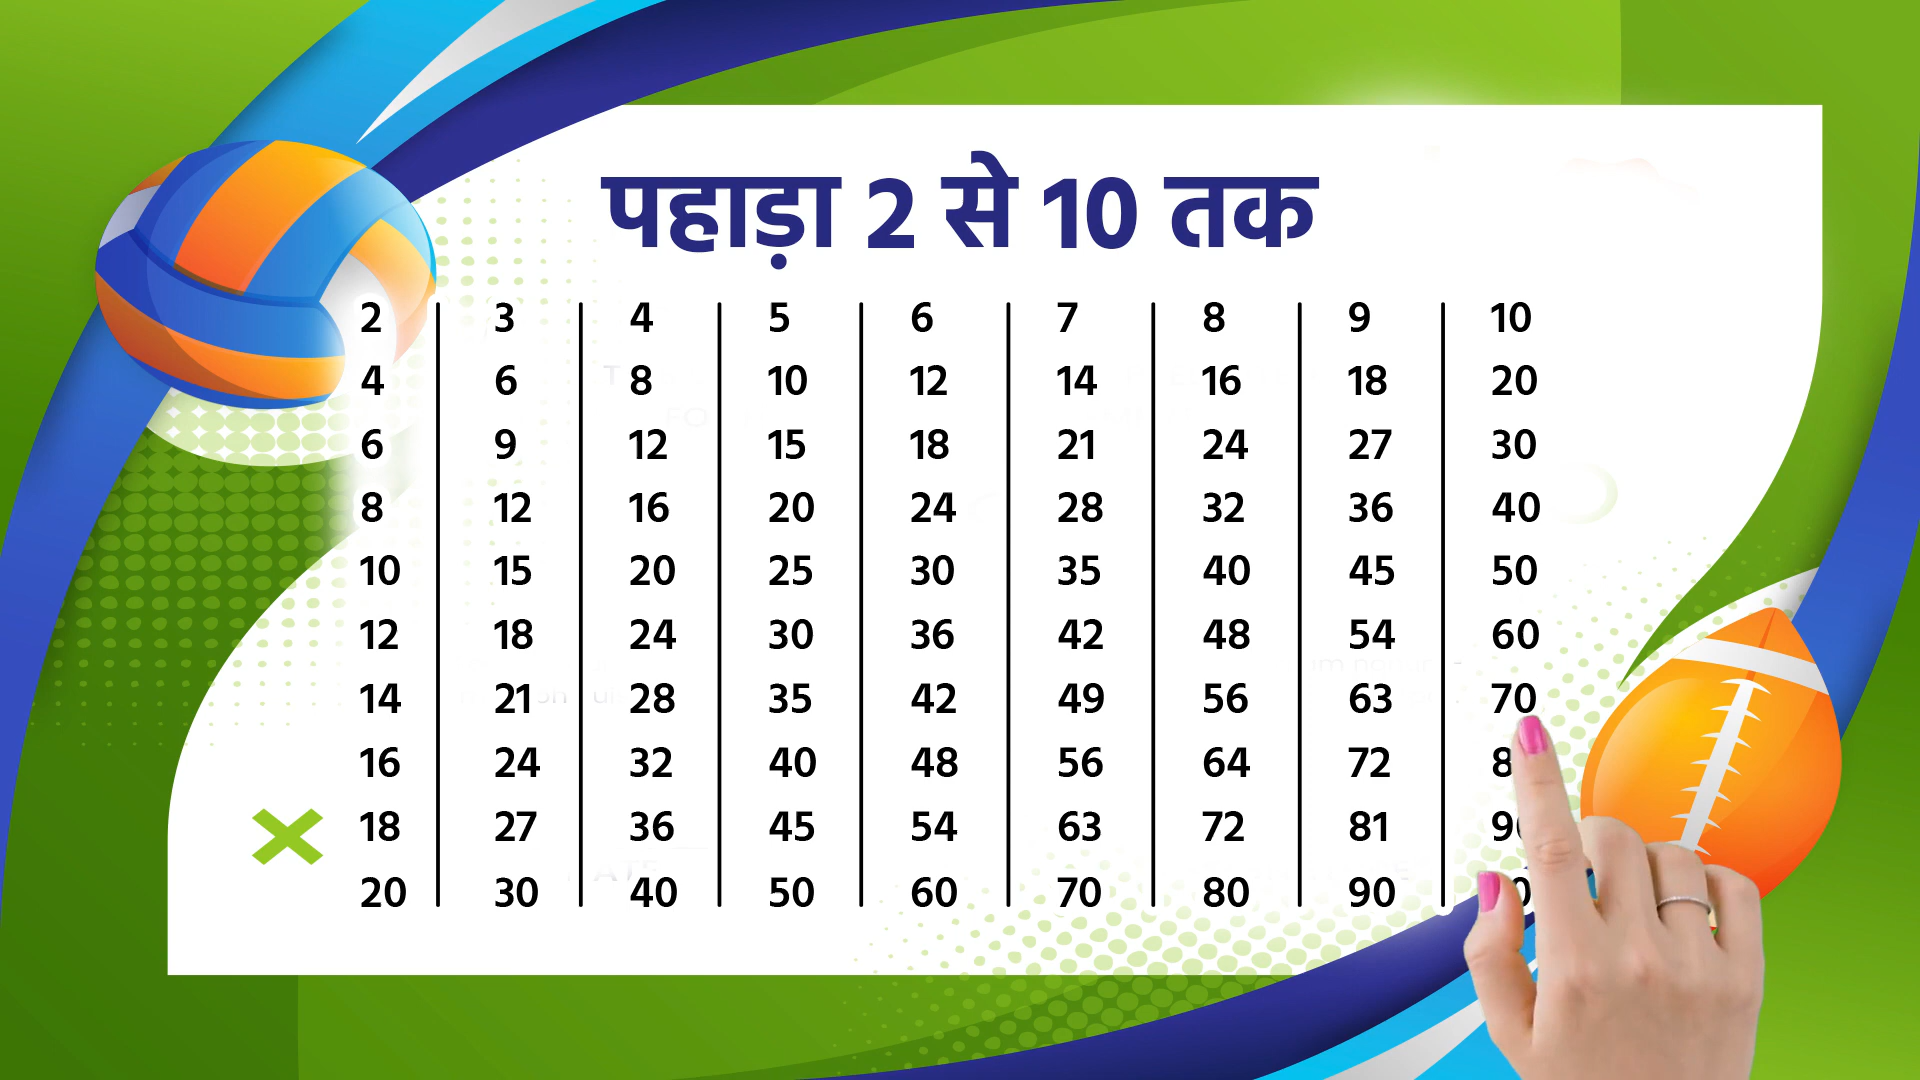 पहाड़ा 2 से 10 तक
2 3 4 5 6 7 8 9 10
4 6 8 10 12 14 16 18 20
6 9 12 15 18 21 24 27 30
8 12 16 20 24 28 32 36 40
10 15 20 25 30 35 40 45 50
12 18 24 30 36 42 48 54 60
14 21 28 35 42 49 56 63 70
16 24 32 40 48 56 64 72
18 27 36 45 54 63 72 81
20 30 40 50 60 70 80 90